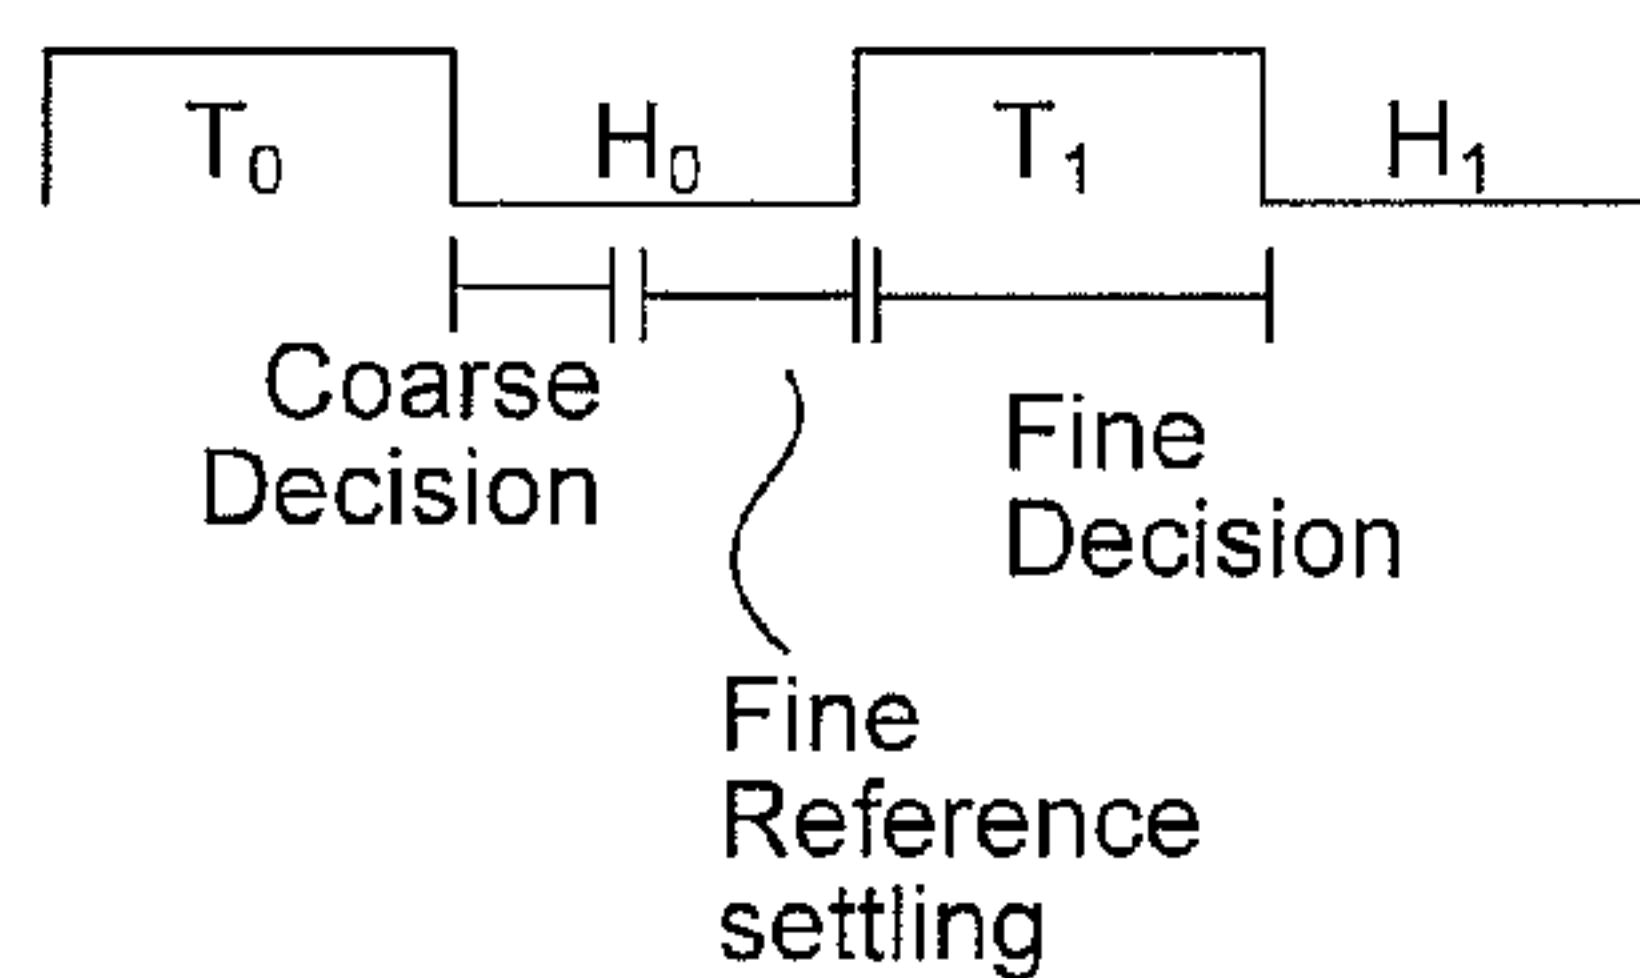 T₀ H₀ T₁ H₁
Coarse
Decision
Fine
Decision
Fine
Reference
settling